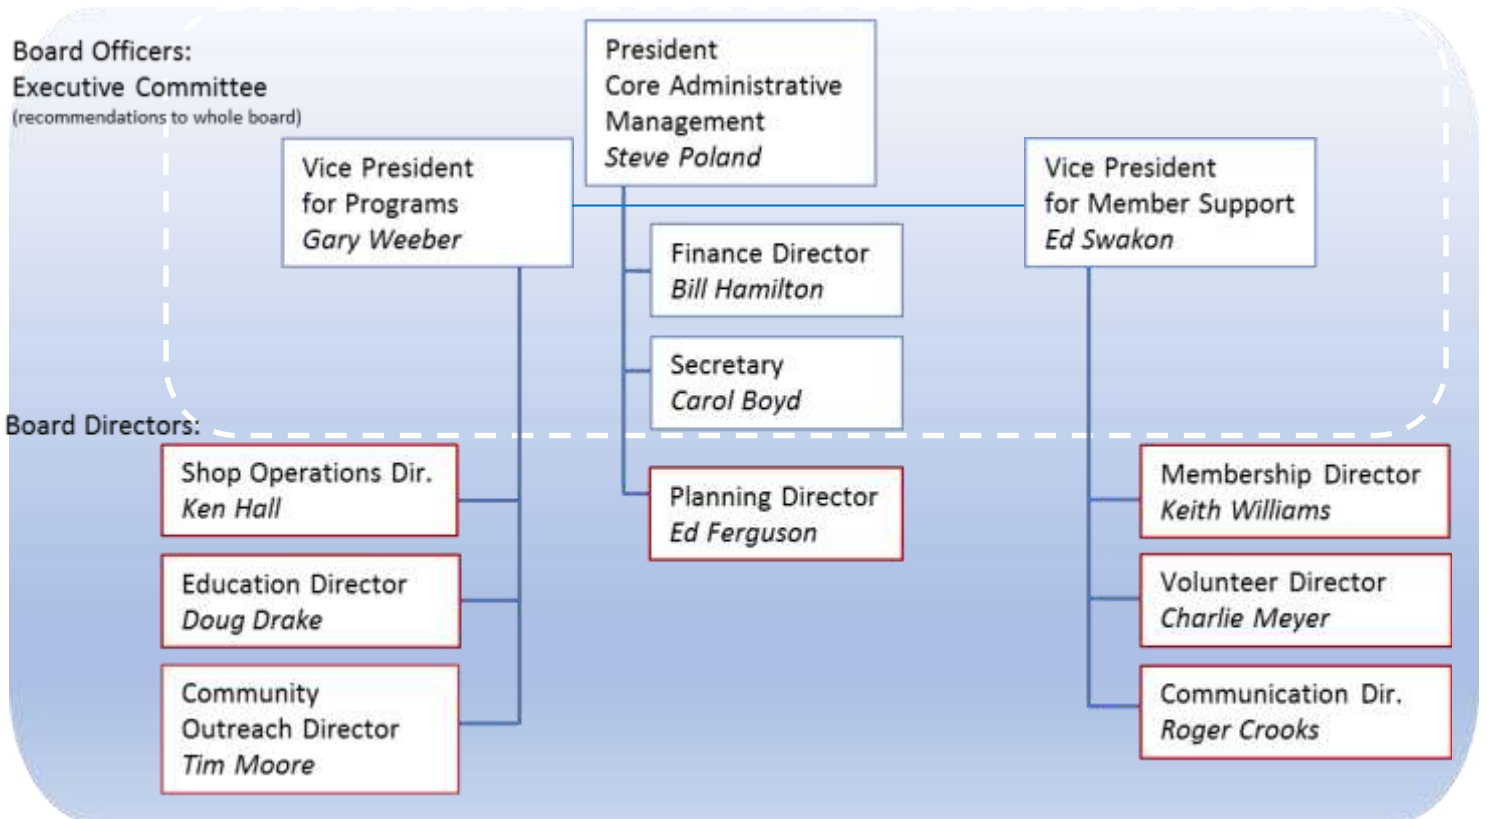 Board Officers:
Executive Committee
(recommendations to whole board)
President
Core Administrative
Management
Steve Poland
Vice President
for Programs
Gary Weeber
Vice President
for Member Support
Ed Swakon
Finance Director
Bill Hamilton
Secretary
Carol Boyd
Board Directors:
Shop Operations Dir.
Ken Hall
Education Director
Doug Drake
Community
Outreach Director
Tim Moore
Planning Director
Ed Ferguson
Membership Director
Keith Williams
Volunteer Director
Charlie Meyer
Communication Dir.
Roger Crooks